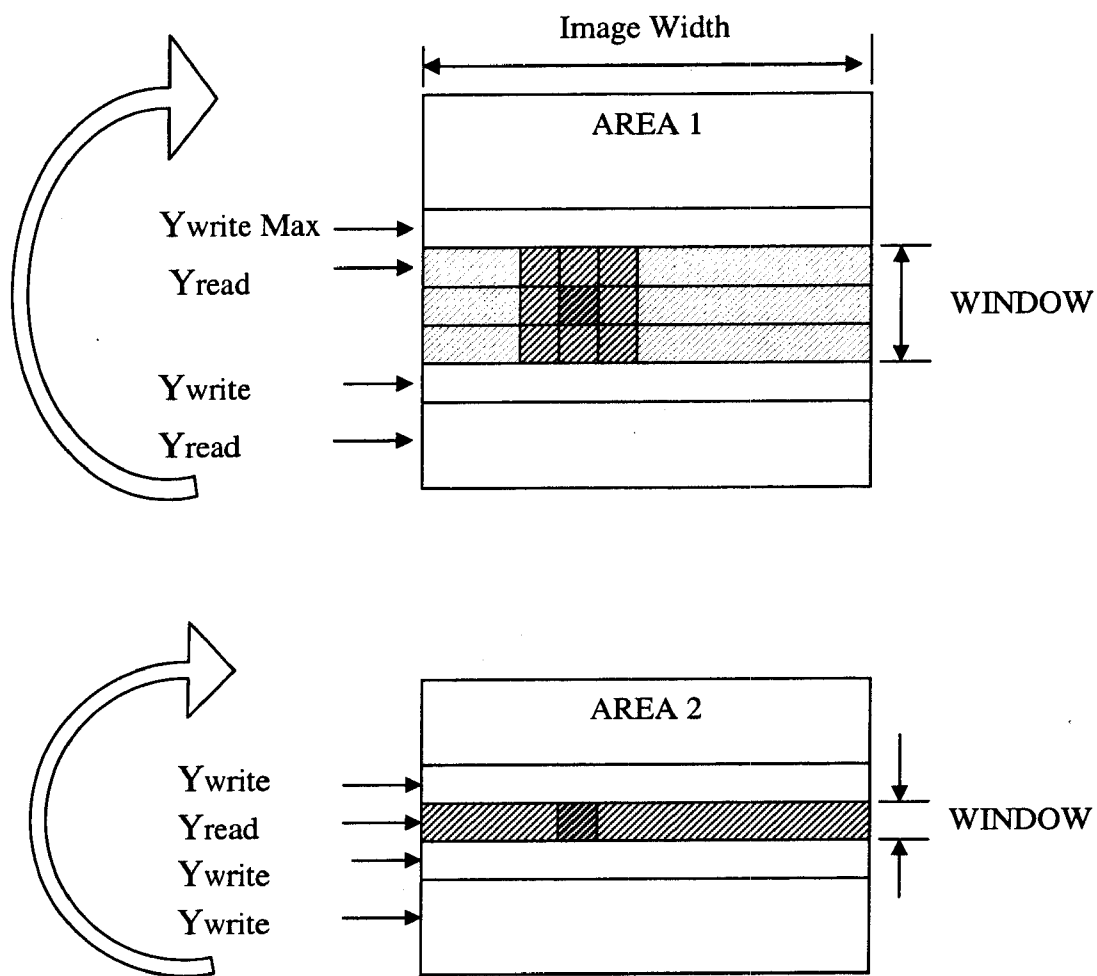 Image Width
AREA 1
Ywrite Max
Yread
WINDOW
Ywrite
Yread
AREA 2
Ywrite
Yread
WINDOW
Ywrite
Ywrite